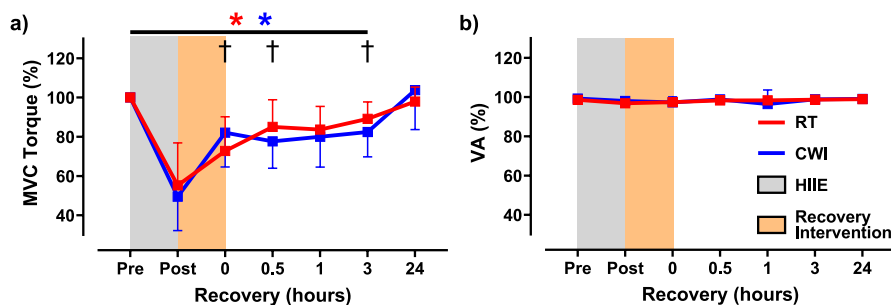 a)
* *
† † †
MVC Torque (%)
120
100
80
60
40
Pre Post 0 0.5 1 3 24
Recovery (hours)
b)
VA (%)
120
100
80
60
40
RT
CWI
HIIE
Recovery
Intervention
Pre Post 0 0.5 1 3 24
Recovery (hours)